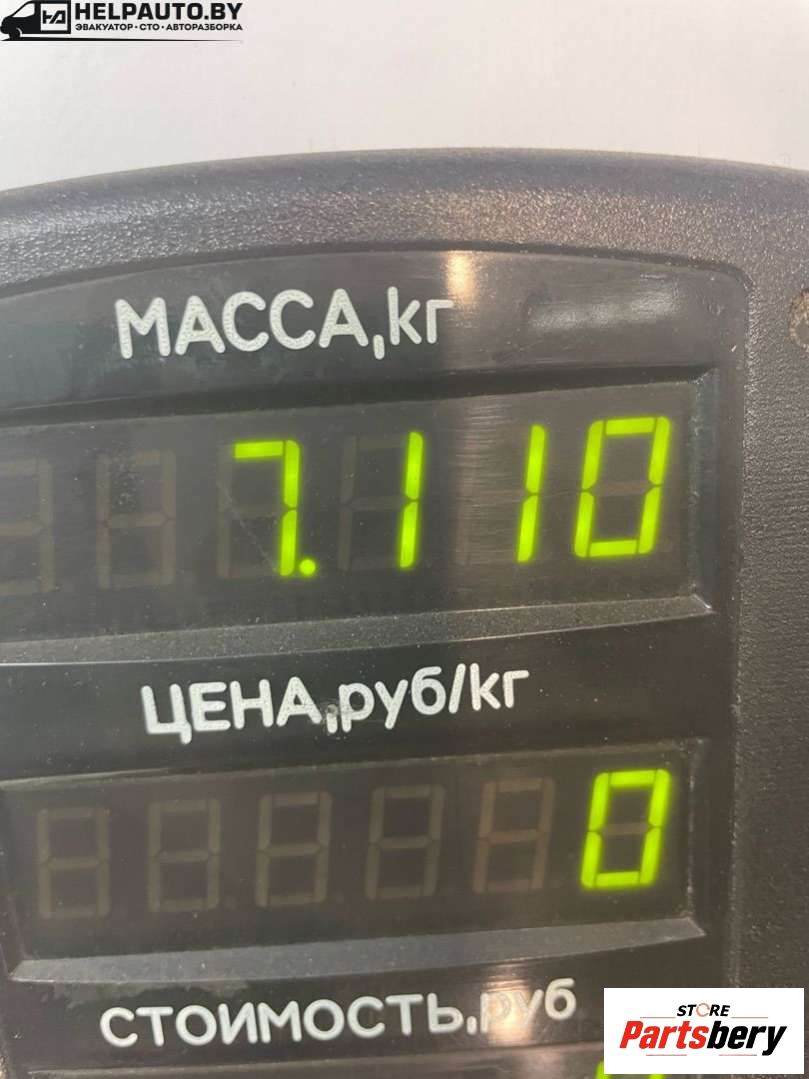 HELPAUTO.BY
ЭВАКУАТОР • СТО • АВТОРАЗБОРКА
МАССА,кг
7.110
ЦЕНА,руб/кг
0
СТОИМОСТЬ,руб
STORE
Partsbery